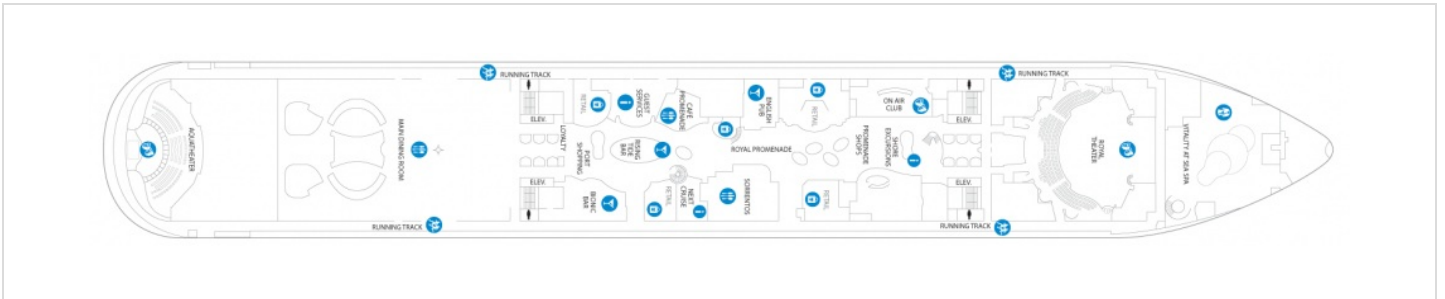 RUNNING TRACK
RUNNING TRACK
AQUATHEATER
MAIN DINING ROOM
ELEV.
LOYALTY
PORT
SHOPPING
RETAIL
GUEST
SERVICES
CAFE
PROMENADE
RISING
TIDE
BAR
ENGLISH
PUB
RETAIL
ON AIR
CLUB
ELEV.
ROYAL PROMENADE
PROMENADE
SHOPS
SHORE
EXCURSIONS
ROYAL
THEATER
VITALITY AT SEA SPA
ELEV.
BIONIC
BAR
RETAIL
NEXT
CRUISE
SORRENTOS
RETAIL
ELEV.
RUNNING TRACK
RUNNING TRACK